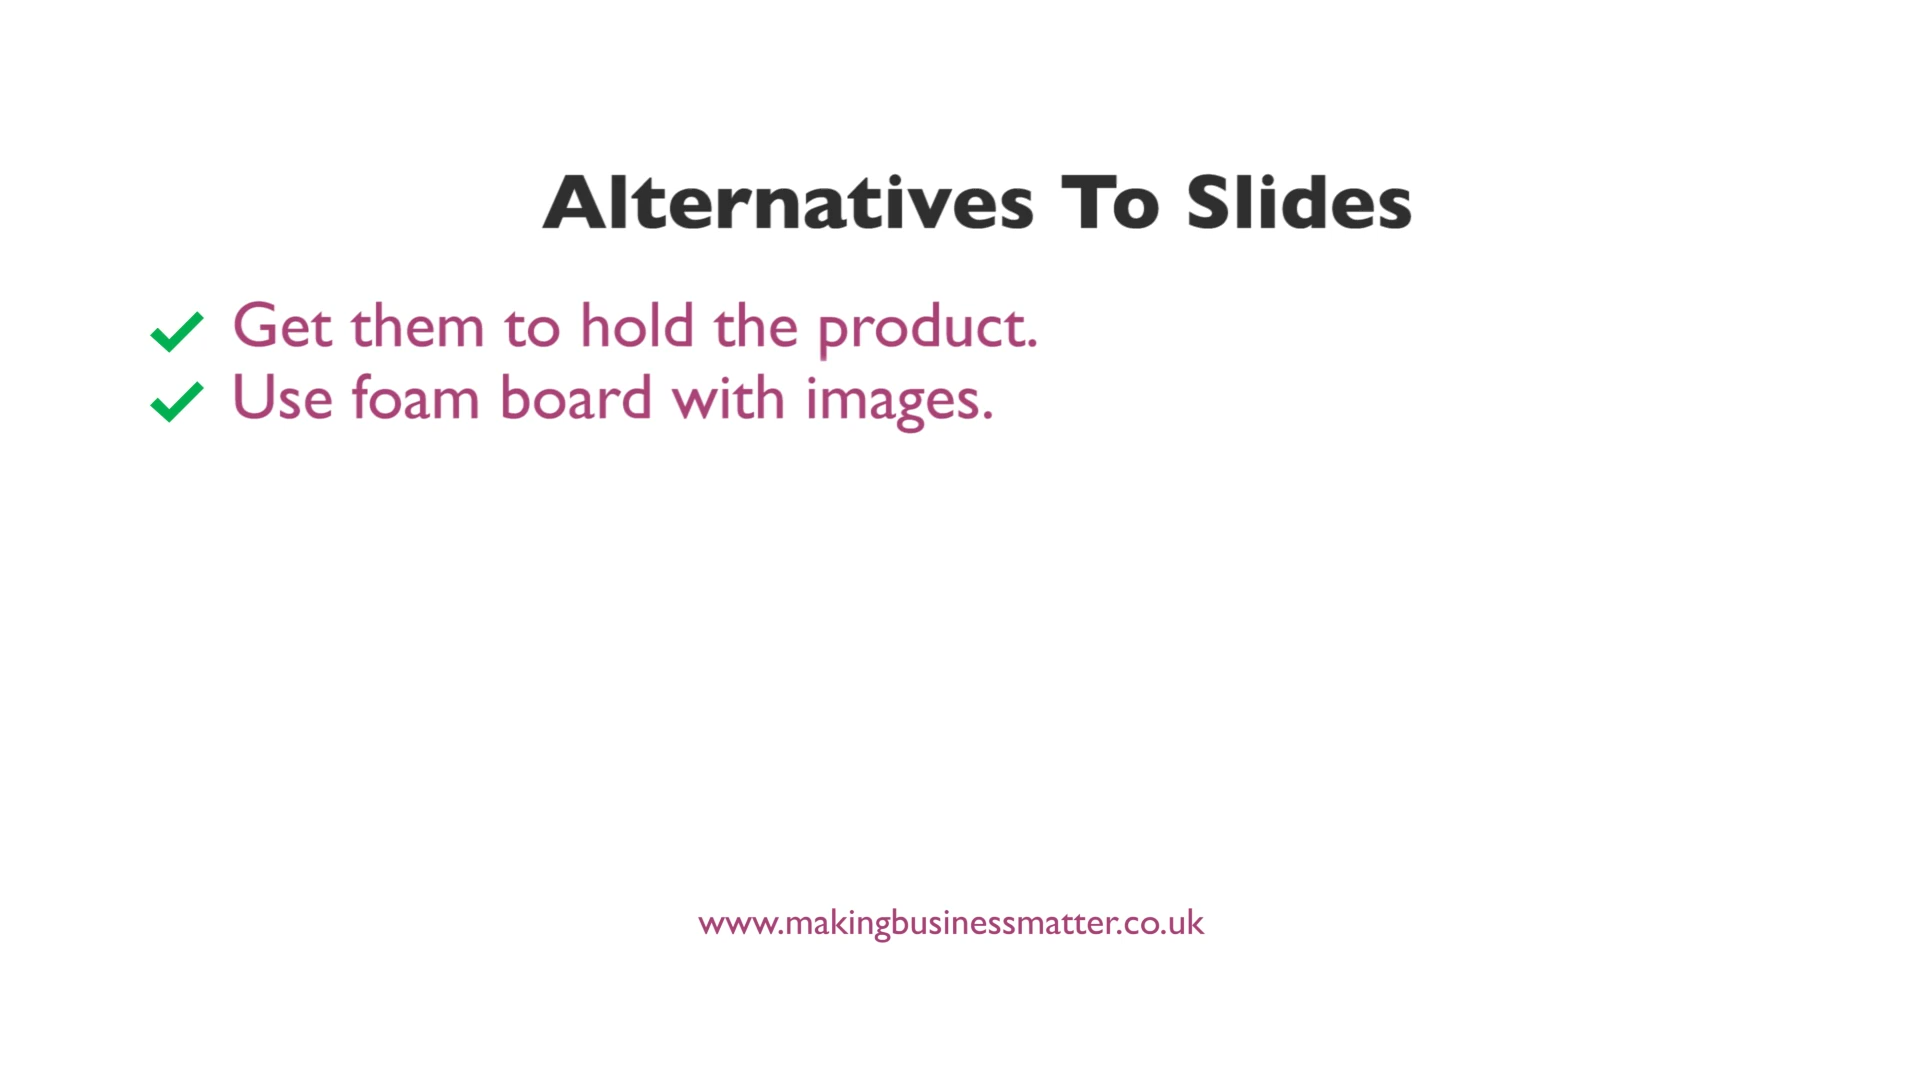 Alternatives To Slides
Get them to hold the product.
Use foam board with images.
www.makingbusinessmatter.co.uk